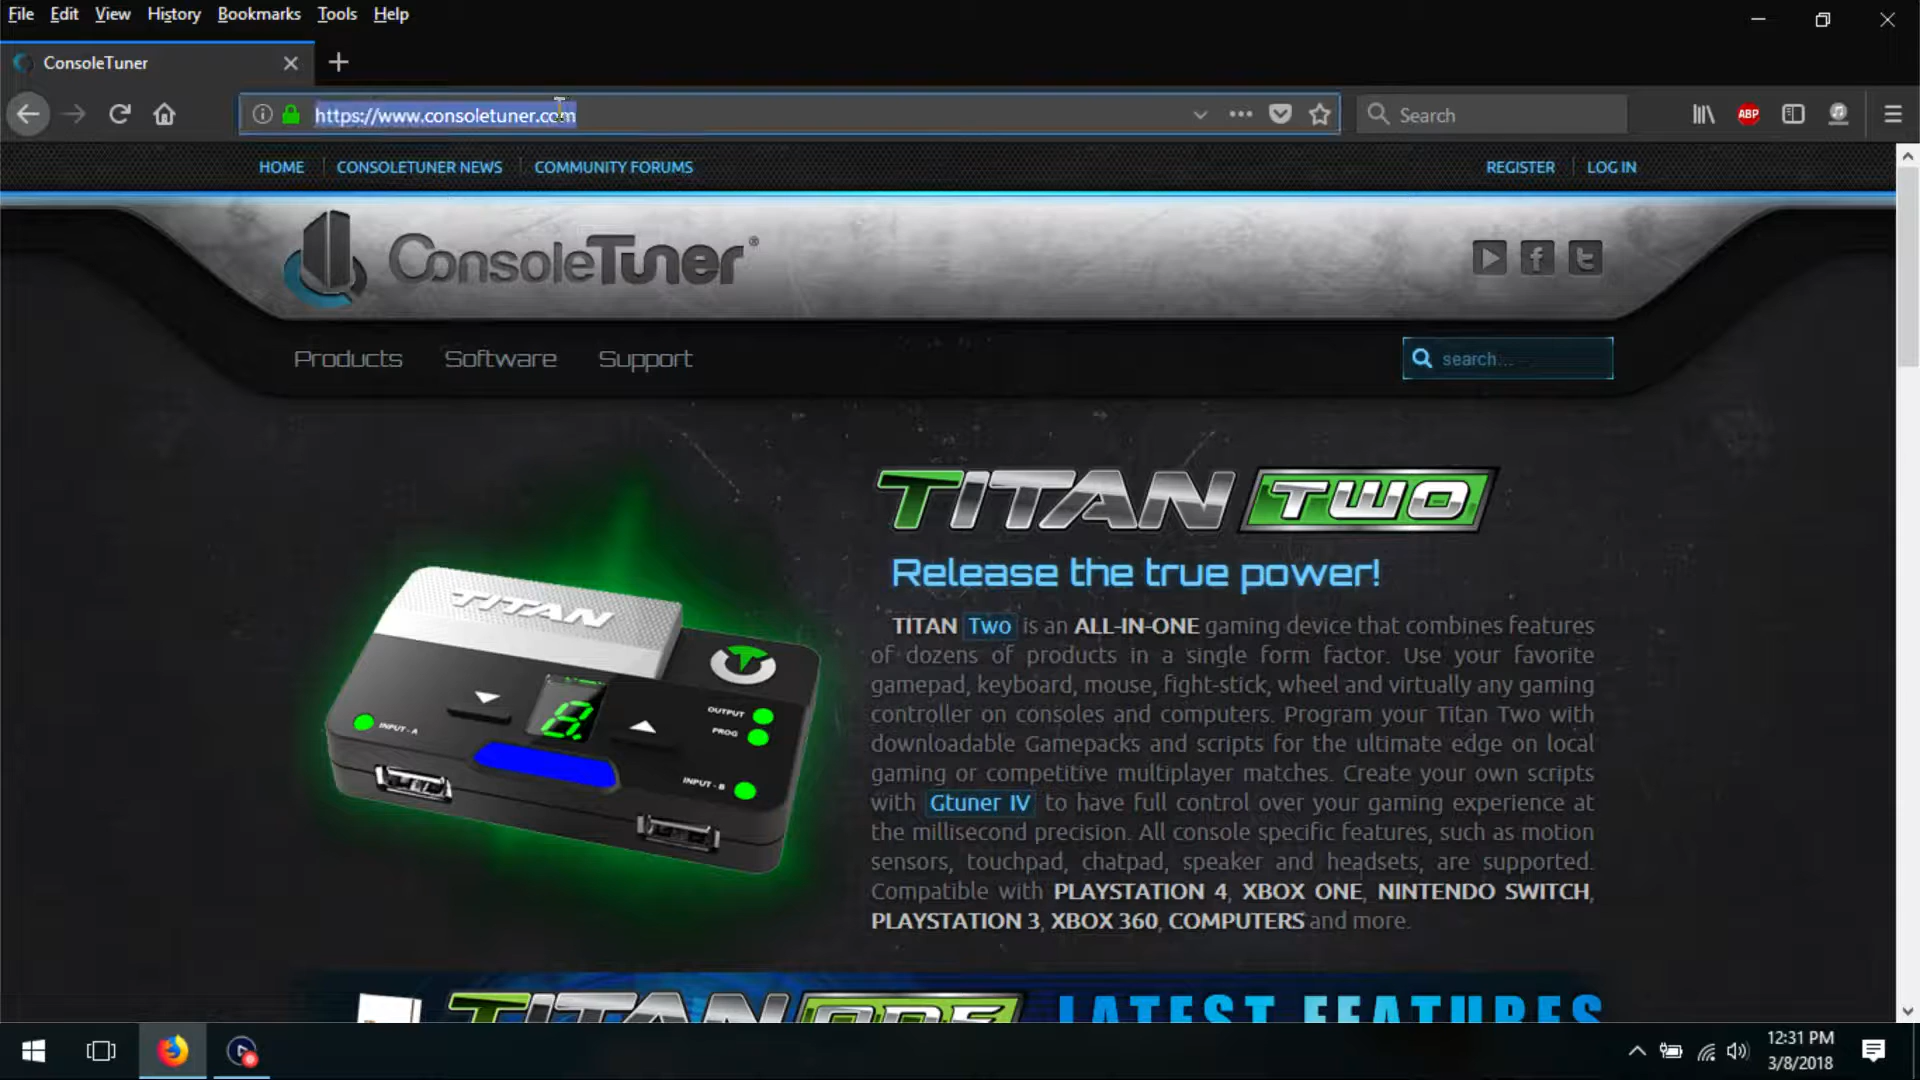 File Edit View History Bookmarks Tools Help
ConsoleTuner
https://www.consoletuner.com
Search
ABP
HOME CONSOLETUNER NEWS COMMUNITY FORUMS REGISTER LOG IN
ConsoleTuner®
Products Software Support
search...
TITAN TWO
Release the true power!
TITAN Two is an ALL-IN-ONE gaming device that combines features
of dozens of products in a single form factor. Use your favorite
gamepad, keyboard, mouse, fight-stick, wheel and virtually any gaming
controller on consoles and computers. Program your Titan Two with
downloadable Gamepacks and scripts for the ultimate edge on local
gaming or competitive multiplayer matches. Create your own scripts
with Gtuner IV to have full control over your gaming experience at
the millisecond precision. All console specific features, such as motion
sensors, touchpad, chatpad, speaker and headsets, are supported.
Compatible with PLAYSTATION 4, XBOX ONE, NINTENDO SWITCH,
PLAYSTATION 3, XBOX 360, COMPUTERS and more.
TITAN
OUTPUT
PROG
INPUT - A
INPUT - B
8.
TITAN ONE LATEST FEATURES
12:31 PM
3/8/2018